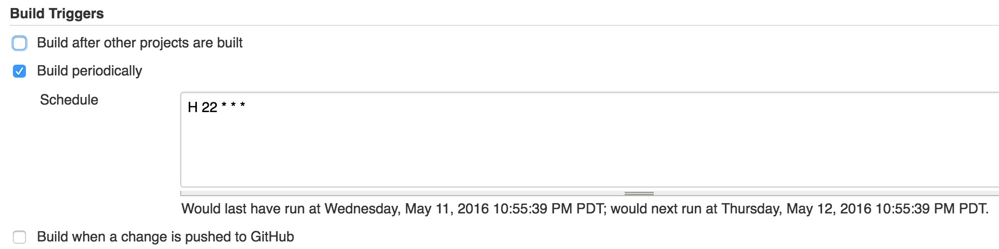 Build Triggers
Build after other projects are built
Build periodically
Schedule
H 22 * * *
Would last have run at Wednesday, May 11, 2016 10:55:39 PM PDT; would next run at Thursday, May 12, 2016 10:55:39 PM PDT.
Build when a change is pushed to GitHub